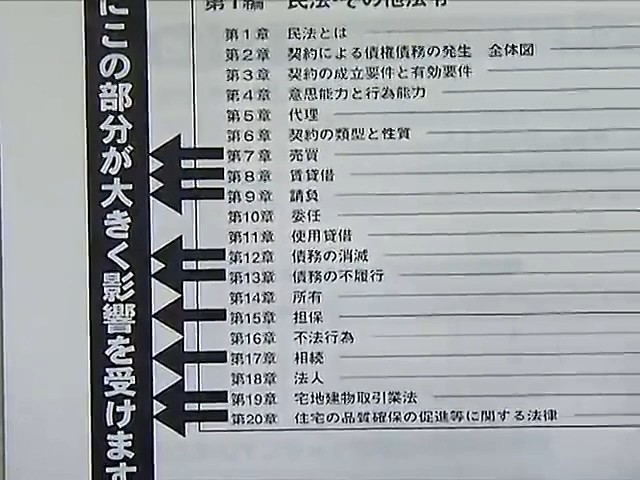 にこの部分が大きく影響を受けます
第1編 民法・その他法令
第1章 民法とは
第2章 契約による債権債務の発生 全体図
第3章 契約の成立要件と有効要件
第4章 意思能力と行為能力
第5章 代理
第6章 契約の類型と性質
第7章 売買
第8章 賃貸借
第9章 請負
第10章 委任
第11章 使用貸借
第12章 債務の消滅
第13章 債務の不履行
第14章 所有
第15章 担保
第16章 不法行為
第17章 相続
第18章 法人
第19章 宅地建物取引業法
第20章 住宅の品質確保の促進等に関する法律